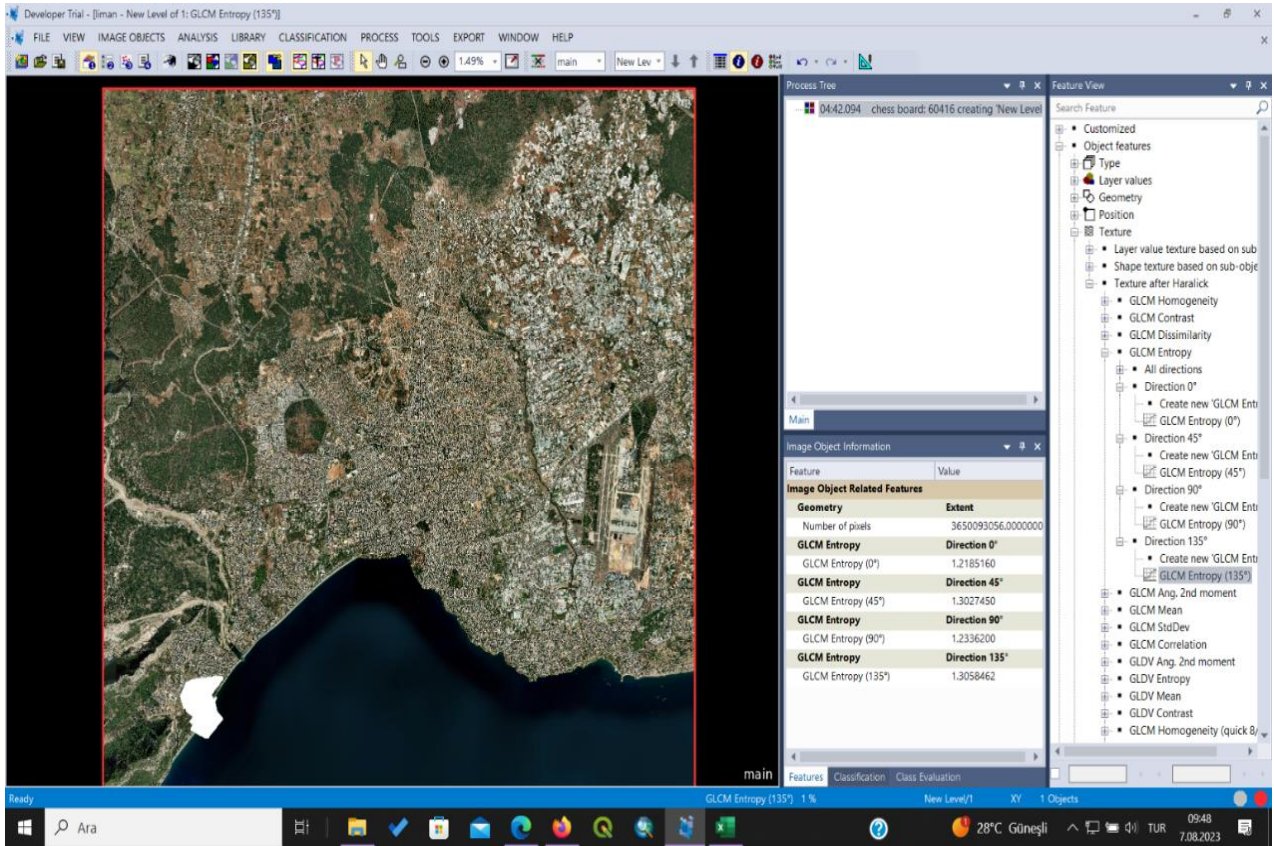 Developer Trial - [liman - New Level of 1: GLCM Entropy (135°)]
FILE VIEW IMAGE OBJECTS ANALYSIS LIBRARY CLASSIFICATION PROCESS TOOLS EXPORT WINDOW HELP
1.49% main New Lev
Process Tree
04:42.094 chess board: 60416 creating 'New Level
Main
Image Object Information
Feature Value
Image Object Related Features
Geometry Extent
Number of pixels 3650093056.0000000
GLCM Entropy Direction 0°
GLCM Entropy (0°) 1.2185160
GLCM Entropy Direction 45°
GLCM Entropy (45°) 1.3027450
GLCM Entropy Direction 90°
GLCM Entropy (90°) 1.2336200
GLCM Entropy Direction 135°
GLCM Entropy (135°) 1.3058462
Features Classification Class Evaluation
Feature View
Search Feature
Customized
Object features
Type
Layer values
Geometry
Position
Texture
Layer value texture based on sub
Shape texture based on sub-obje
Texture after Haralick
GLCM Homogeneity
GLCM Contrast
GLCM Dissimilarity
GLCM Entropy
All directions
Direction 0°
Create new 'GLCM Ent
GLCM Entropy (0°)
Direction 45°
Create new 'GLCM Ent
GLCM Entropy (45°)
Direction 90°
Create new 'GLCM Ent
GLCM Entropy (90°)
Direction 135°
Create new 'GLCM Ent
GLCM Entropy (135°)
GLCM Ang. 2nd moment
GLCM Mean
GLCM StdDev
GLCM Correlation
GLDV Ang. 2nd moment
GLDV Entropy
GLDV Mean
GLDV Contrast
GLCM Homogeneity (quick 8/
main
Ready GLCM Entropy (135°) 1 % New Level/1 XY 1 Objects
Ara 28°C Güneşli TUR 09:48
7.08.2023